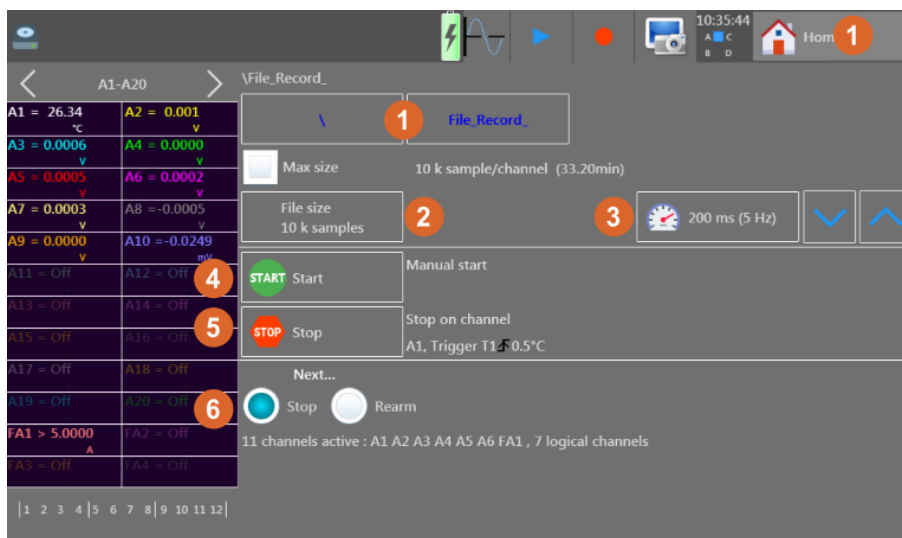 10:35:44
A C
B D
Hom 1
A1-A20
\File_Record_
A1 = 26.34 °C
A2 = 0.001 V
\
1
File_Record_
A3 = 0.0006 V
A4 = 0.0000 V
Max size
10 k sample/channel (33.20min)
A5 = 0.0005 V
A6 = 0.0002 V
A7 = 0.0003 V
A8 =-0.0005 V
File size
10 k samples
2
3
200 ms (5 Hz)
A9 = 0.0000 V
A10 =-0.0249 mV
A11 = Off
A12 = Off
4
START Start
Manual start
A13 = Off
A14 = Off
5
STOP Stop
Stop on channel
A1, Trigger T1 0.5°C
A15 = Off
A16 = Off
A17 = Off
A18 = Off
Next...
A19 = Off
A20 = Off
6
Stop
Rearm
FA1 > 5.0000 A
FA2 = Off
11 channels active : A1 A2 A3 A4 A5 A6 FA1 , 7 logical channels
FA3 = Off
FA4 = Off
|1 2 3 4|5 6 7 8|9 10 11 12|